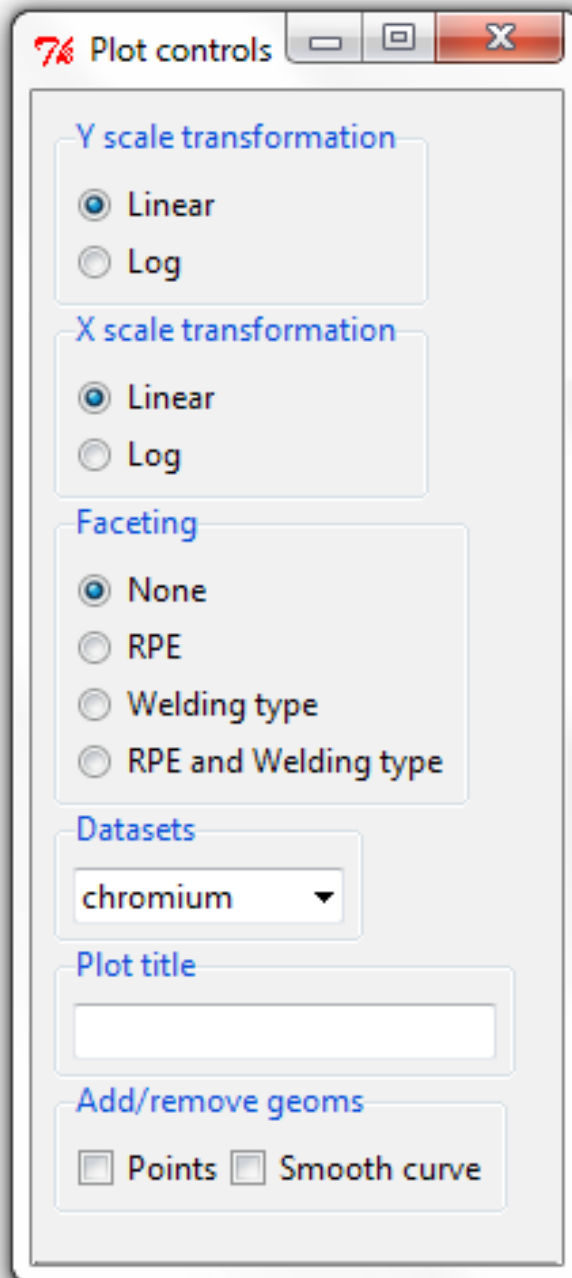 Plot controls
Y scale transformation
Linear
Log
X scale transformation
Linear
Log
Faceting
None
RPE
Welding type
RPE and Welding type
Datasets
chromium
Plot title
Add/remove geoms
Points Smooth curve